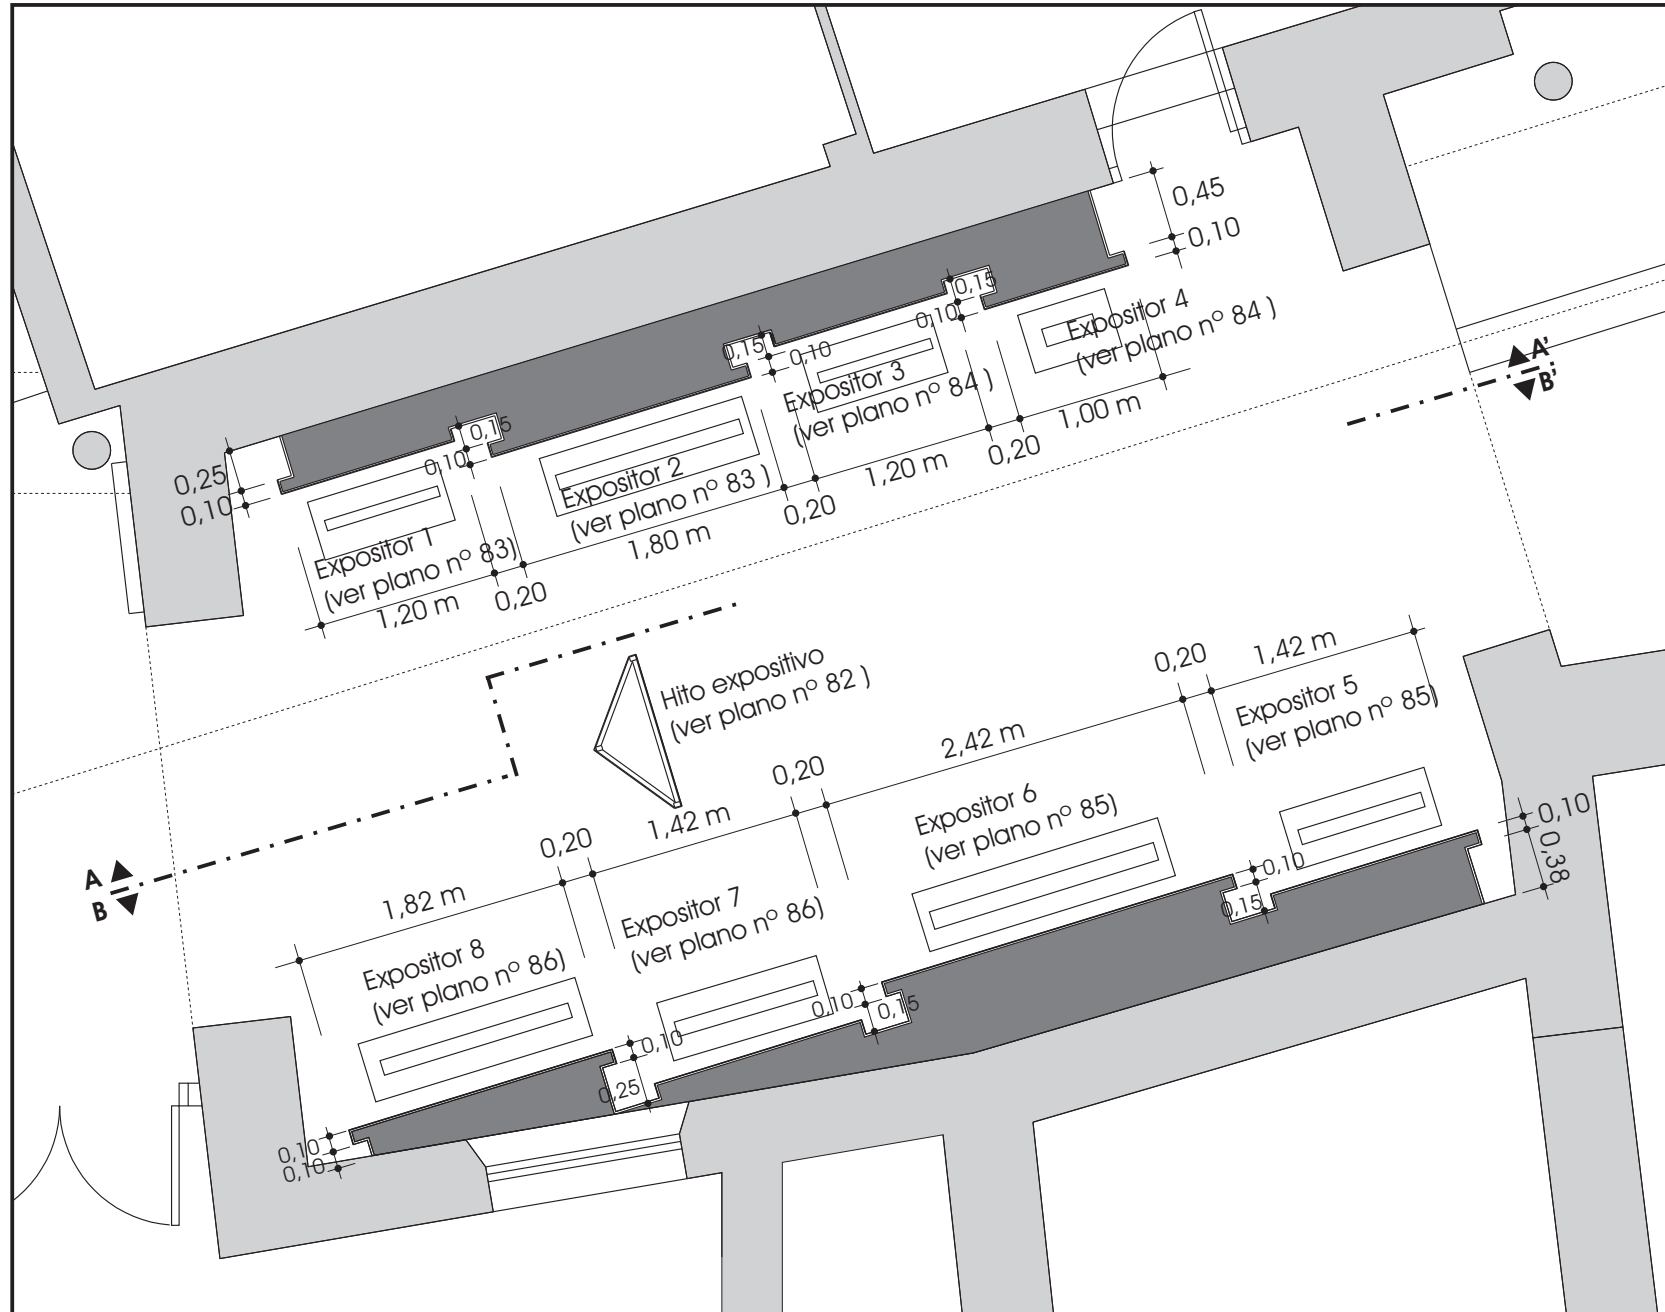 0,45
0,10
0,15
0,10
Expositor 4
(ver plano nº 84 )
1,00 m
0,20
A'
B'
0,15
0,10
Expositor 3
(ver plano nº 84 )
1,20 m
0,20
0,15
0,10
Expositor 2
(ver plano nº 83 )
1,80 m
0,20
0,25
0,10
Expositor 1
(ver plano nº 83)
1,20 m
Hito expositivo
(ver plano nº 82 )
0,20
1,42 m
Expositor 5
(ver plano nº 85)
0,10
0,38
2,42 m
0,20
Expositor 6
(ver plano nº 85)
0,10
0,15
1,42 m
0,20
Expositor 7
(ver plano nº 86)
0,10
0,15
A
B
1,82 m
Expositor 8
(ver plano nº 86)
0,10
0,25
0,10
0,10